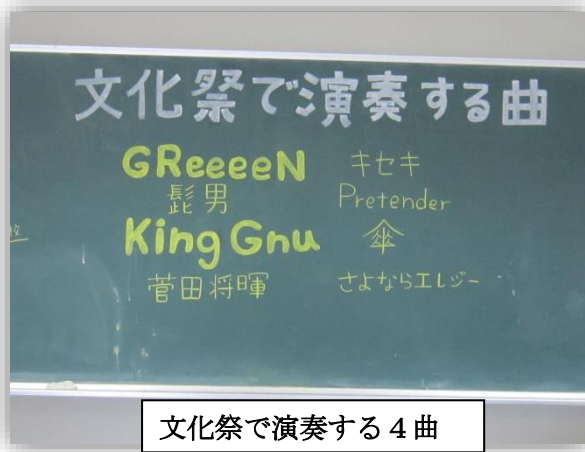 文化祭で演奏する曲
GReeeeN キセキ
髭男 Pretender
King Gnu 傘
菅田将暉 さよならエレジー
文化祭で演奏する4曲